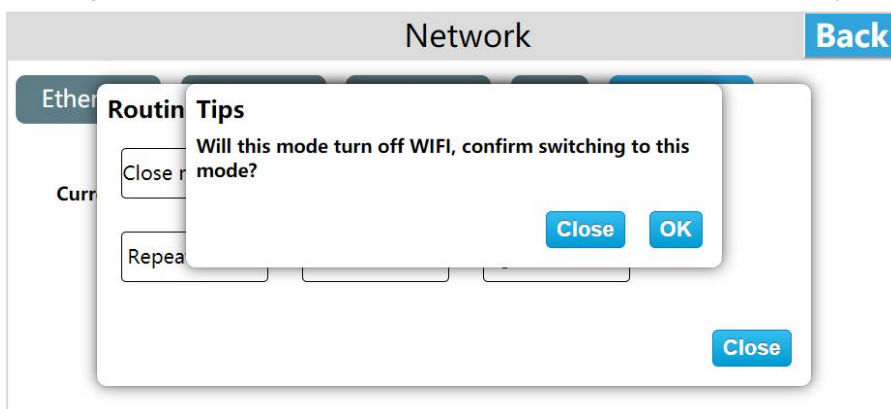 Network
Back
Ether
Routin
Tips
Will this mode turn off WIFI, confirm switching to this
mode?
Close r
Curr
Close
OK
Repea
Close